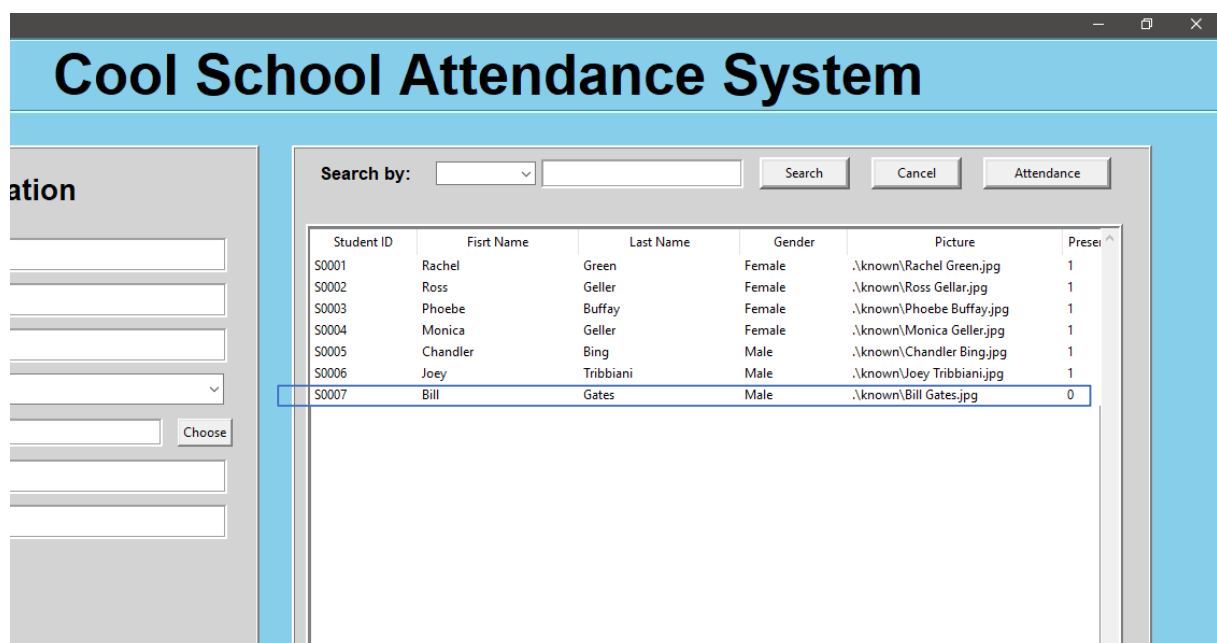 Cool School Attendance System
ation
Choose
Search by: Search Cancel Attendance
Student ID Fisrt Name Last Name Gender Picture Presei
S0001 Rachel Green Female .\known\Rachel Green.jpg 1
S0002 Ross Geller Female .\known\Ross Gellar.jpg 1
S0003 Phoebe Buffay Female .\known\Phoebe Buffay.jpg 1
S0004 Monica Geller Female .\known\Monica Geller.jpg 1
S0005 Chandler Bing Male .\known\Chandler Bing.jpg 1
S0006 Joey Tribbiani Male .\known\Joey Tribbiani.jpg 1
S0007 Bill Gates Male .\known\Bill Gates.jpg 0